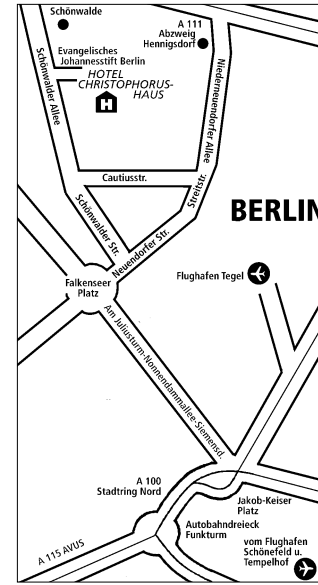 Schönwalde
A 111
Abzweig
Hennigsdorf
Evangelisches
Johannesstift Berlin
HOTEL
CHRISTOPHORUS-
HAUS
H
Schönwalder Allee
Niederneuendorfer Allee
Cautiusstr.
Streitstr.
Schönwalder Str.
Neuendorfer Str.
BERLIN
Flughafen Tegel
Falkenseer
Platz
Am Juliusturm-Nonnendammallee-Siemensd.
A 100
Stadtring Nord
Jakob-Keiser
Platz
Autobahndreieck
Funkturm
A 115 AVUS
vom Flughafen
Schönefeld u.
Tempelhof